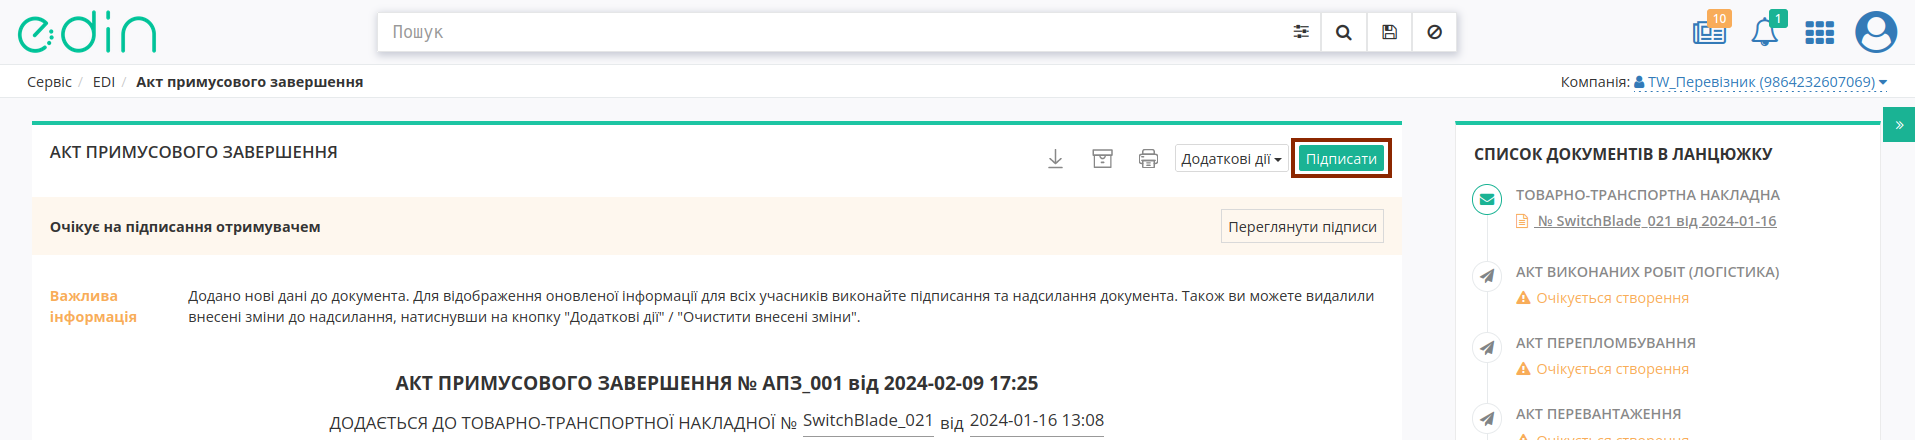 edin
Пошук
10
1
Сервіс / EDI / Акт примусового завершення
Компанія: TW_Перевізник (9864232607069)
АКТ ПРИМУСОВОГО ЗАВЕРШЕННЯ
Додаткові дії
Підписати
Очікує на підписання отримувачем
Переглянути підписи
Важлива
інформація
Додано нові дані до документа. Для відображення оновленої інформації для всіх учасників виконайте підписання та надсилання документа. Також ви можете видалили
внесені зміни до надсилання, натиснувши на кнопку "Додаткові дії" / "Очистити внесені зміни".
АКТ ПРИМУСОВОГО ЗАВЕРШЕННЯ № АПЗ_001 від 2024-02-09 17:25
ДОДАЄТЬСЯ ДО ТОВАРНО-ТРАНСПОРТНОЇ НАКЛАДНОЇ № SwitchBlade_021 від 2024-01-16 13:08
»
СПИСОК ДОКУМЕНТІВ В ЛАНЦЮЖКУ
ТОВАРНО-ТРАНСПОРТНА НАКЛАДНА
№ SwitchBlade_021 від 2024-01-16
АКТ ВИКОНАНИХ РОБІТ (ЛОГІСТИКА)
Очікується створення
АКТ ПЕРЕПЛОМБУВАННЯ
Очікується створення
АКТ ПЕРЕВАНТАЖЕННЯ